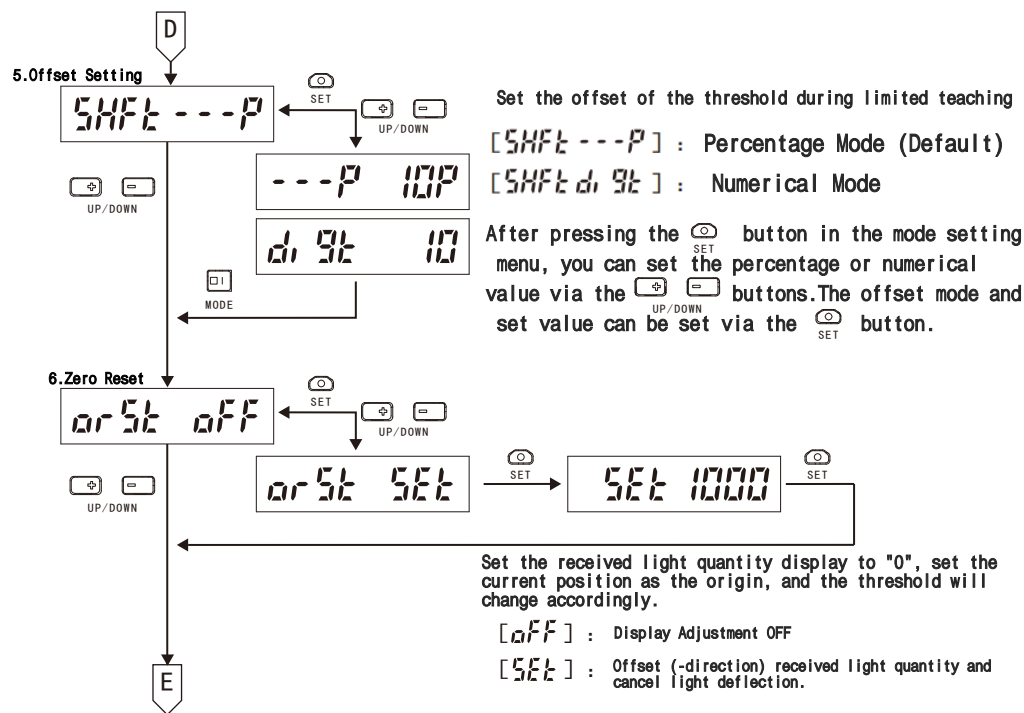 D
5.Offset Setting
SHFt ---P
SET
UP/DOWN
Set the offset of the threshold during limited teaching
[SHFt ---P] : Percentage Mode (Default)
---P 10P
[SHFt di gt] : Numerical Mode
UP/DOWN
di gt 10
After pressing the SET button in the mode setting
menu, you can set the percentage or numerical
value via the UP/DOWN buttons.The offset mode and
set value can be set via the SET button.
MODE
6.Zero Reset
orSt oFF
SET
UP/DOWN
UP/DOWN
orSt SEt
SET
SEt 1000
SET
Set the received light quantity display to "0", set the
current position as the origin, and the threshold will
change accordingly.
[oFF] : Display Adjustment OFF
[SEt] : Offset (-direction) received light quantity and
cancel light deflection.
E